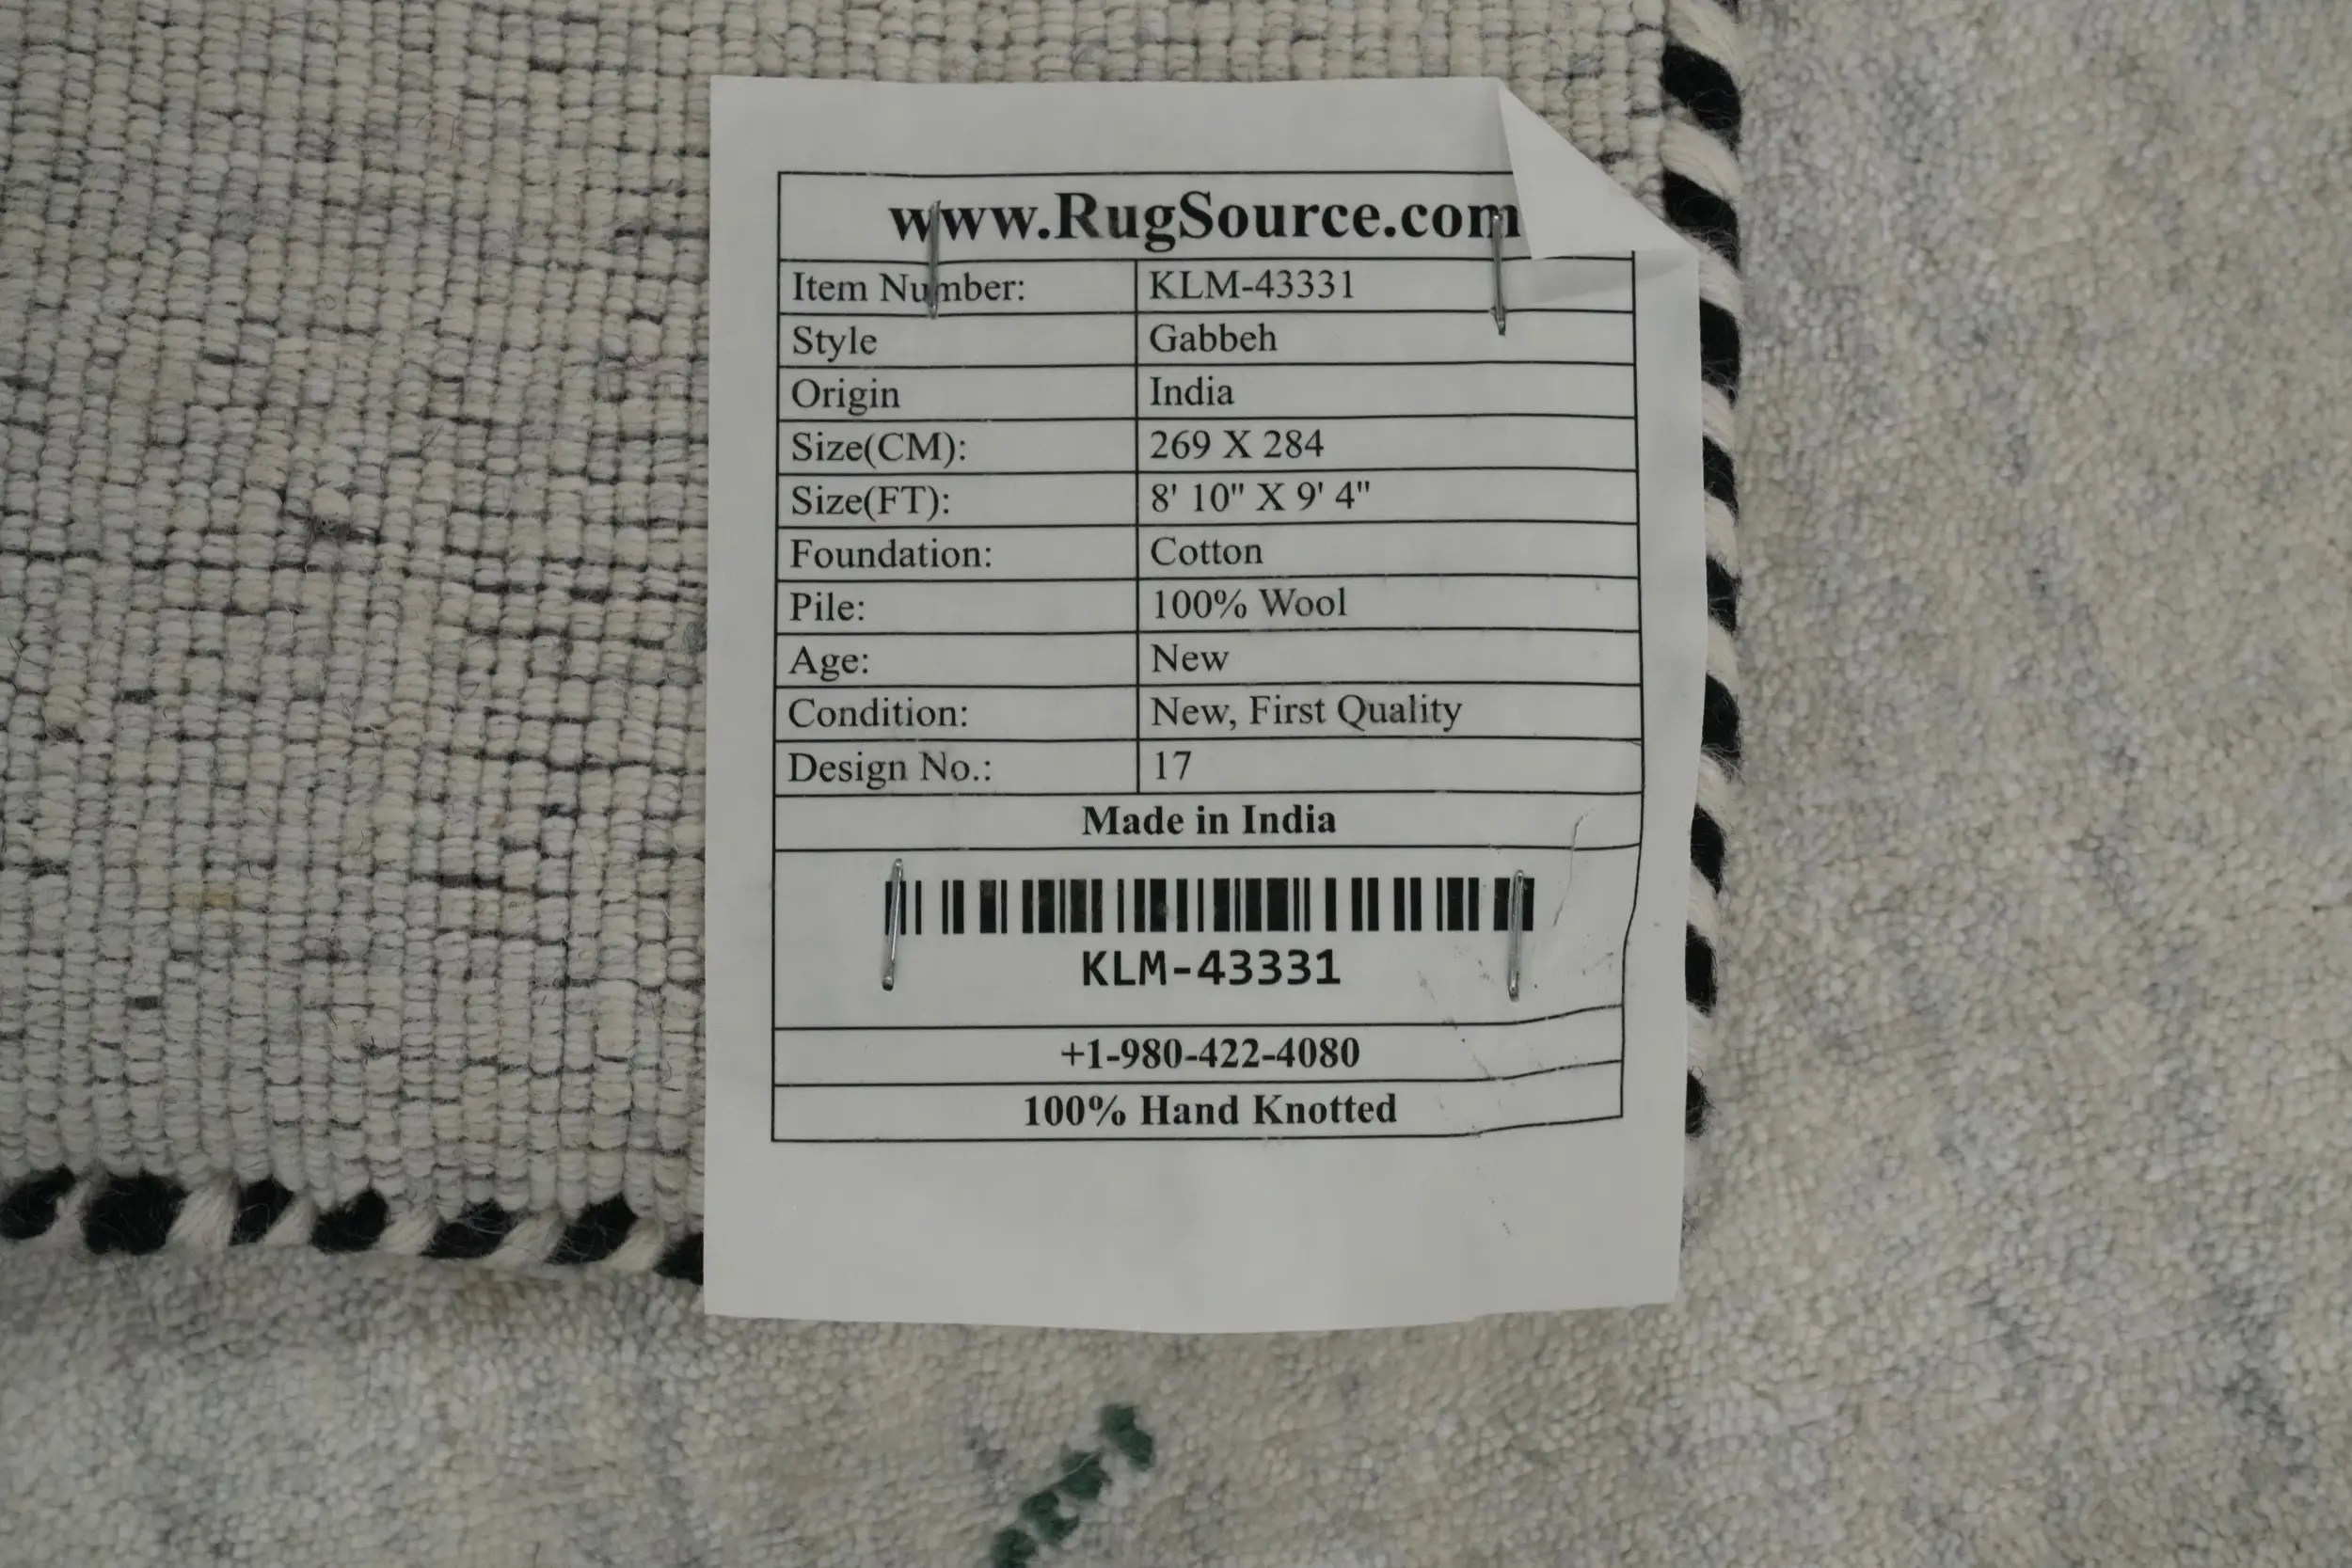 www.RugSource.com
Item Number: KLM-43331
Style Gabbeh
Origin India
Size(CM): 269 X 284
Size(FT): 8' 10" X 9' 4"
Foundation: Cotton
Pile: 100% Wool
Age: New
Condition: New, First Quality
Design No.: 17
Made in India
KLM-43331
+1-980-422-4080
100% Hand Knotted